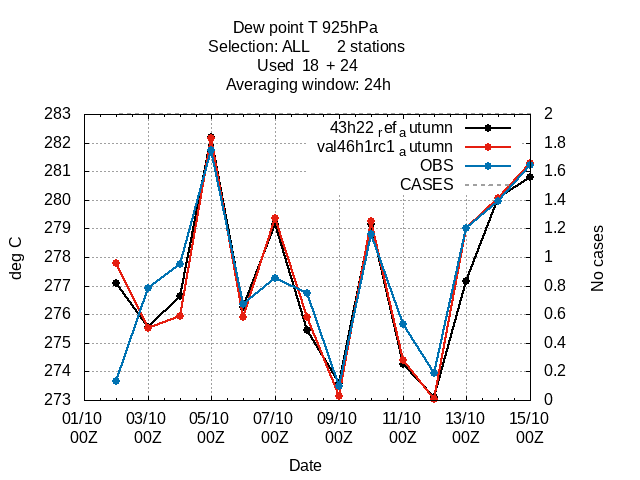 Dew point T 925hPa
Selection: ALL 2 stations
Used 18 + 24
Averaging window: 24h
43h22 ref a utumn
val46h1rc1 a utumn
OBS
CASES
deg C
283
282
281
280
279
278
277
276
275
274
273
No cases
2
1.8
1.6
1.4
1.2
1
0.8
0.6
0.4
0.2
0
01/10 03/10 05/10 07/10 09/10 11/10 13/10 15/10
00Z 00Z 00Z 00Z 00Z 00Z 00Z 00Z
Date